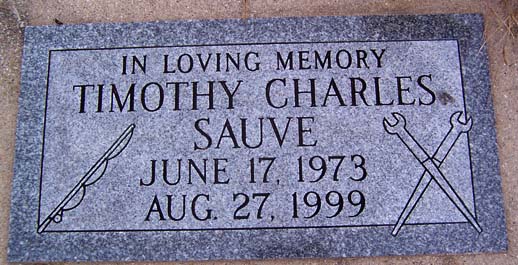 IN LOVING MEMORY
TIMOTHY CHARLES
SAUVE
JUNE 17, 1973
AUG. 27, 1999